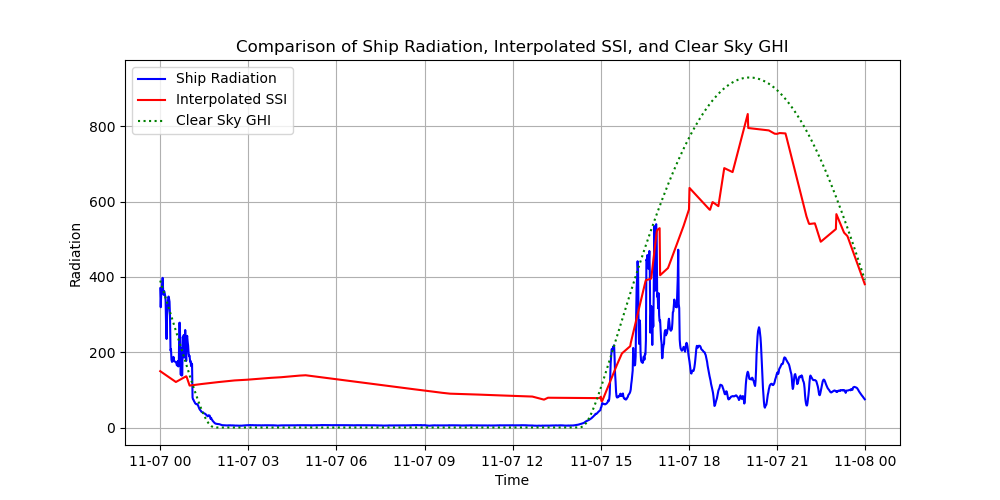 Comparison of Ship Radiation, Interpolated SSI, and Clear Sky GHI
Ship Radiation
Interpolated SSI
Clear Sky GHI
Radiation
800
600
400
200
0
11-07 00 11-07 03 11-07 06 11-07 09 11-07 12 11-07 15 11-07 18 11-07 21 11-08 00
Time